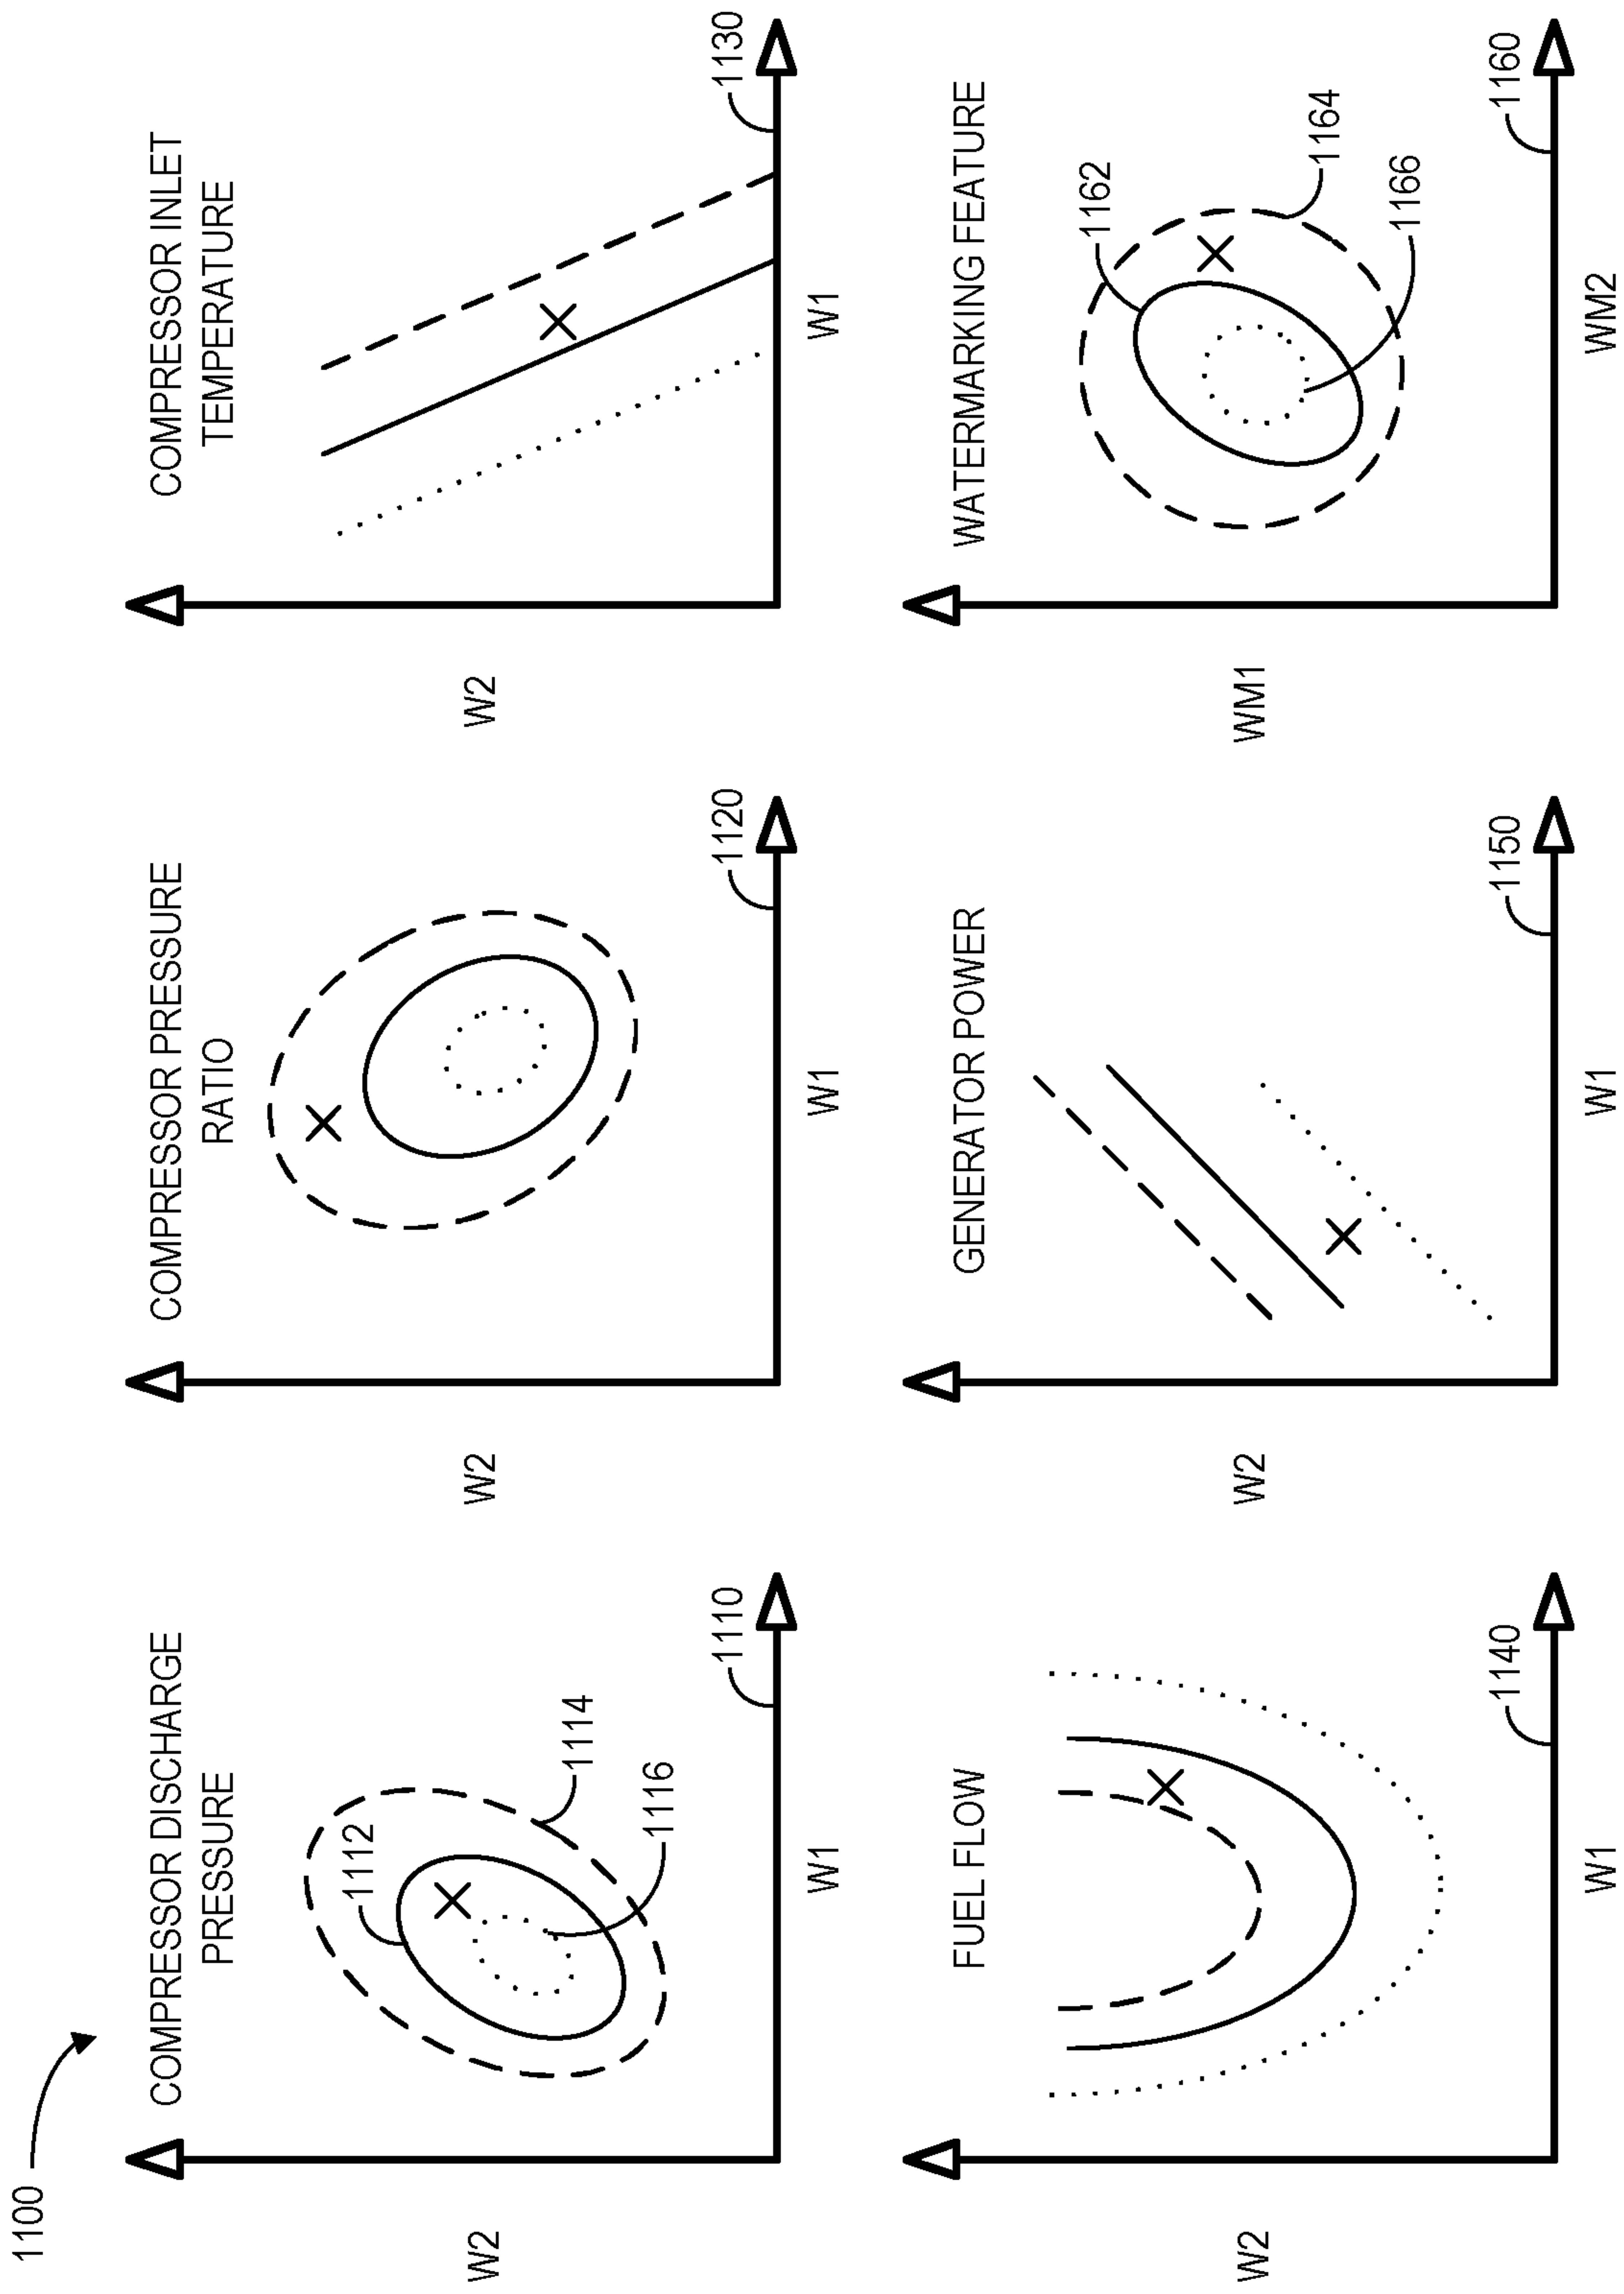 1100
COMPRESSOR DISCHARGE
PRESSURE
W2
1112
1114
1116
1110
W1
COMPRESSOR PRESSURE
RATIO
W2
1120
W1
COMPRESSOR INLET
TEMPERATURE
W2
1130
W1
FUEL FLOW
W2
1140
W1
GENERATOR POWER
W2
1150
W1
WATERMARKING FEATURE
WM1
1162
1164
1166
1160
WM2